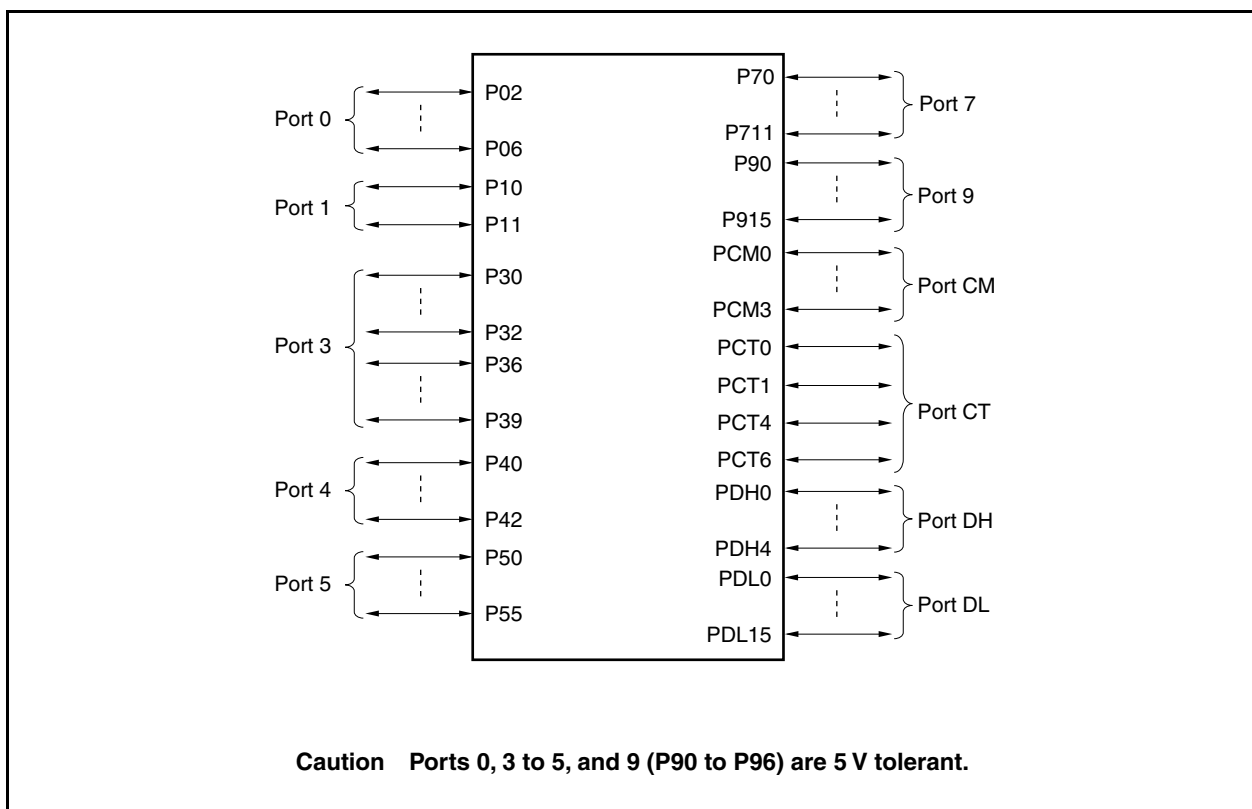 Port 0
P02
P06
Port 1
P10
P11
Port 3
P30
P32
P36
P39
Port 4
P40
P42
Port 5
P50
P55
P70
P711
Port 7
P90
P915
Port 9
PCM0
PCM3
Port CM
PCT0
PCT1
PCT4
PCT6
Port CT
PDH0
PDH4
Port DH
PDL0
PDL15
Port DL
Caution Ports 0, 3 to 5, and 9 (P90 to P96) are 5 V tolerant.